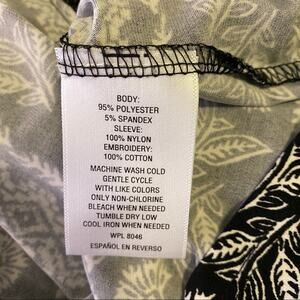 BODY:
95% POLYESTER
5% SPANDEX
SLEEVE:
100% NYLON
EMBROIDERY:
100% COTTON
MACHINE WASH COLD
GENTLE CYCLE
WITH LIKE COLORS
ONLY NON-CHLORINE
BLEACH WHEN NEEDED
TUMBLE DRY LOW
COOL IRON WHEN NEEDED
WPL 8046
ESPAÑOL EN REVERSO